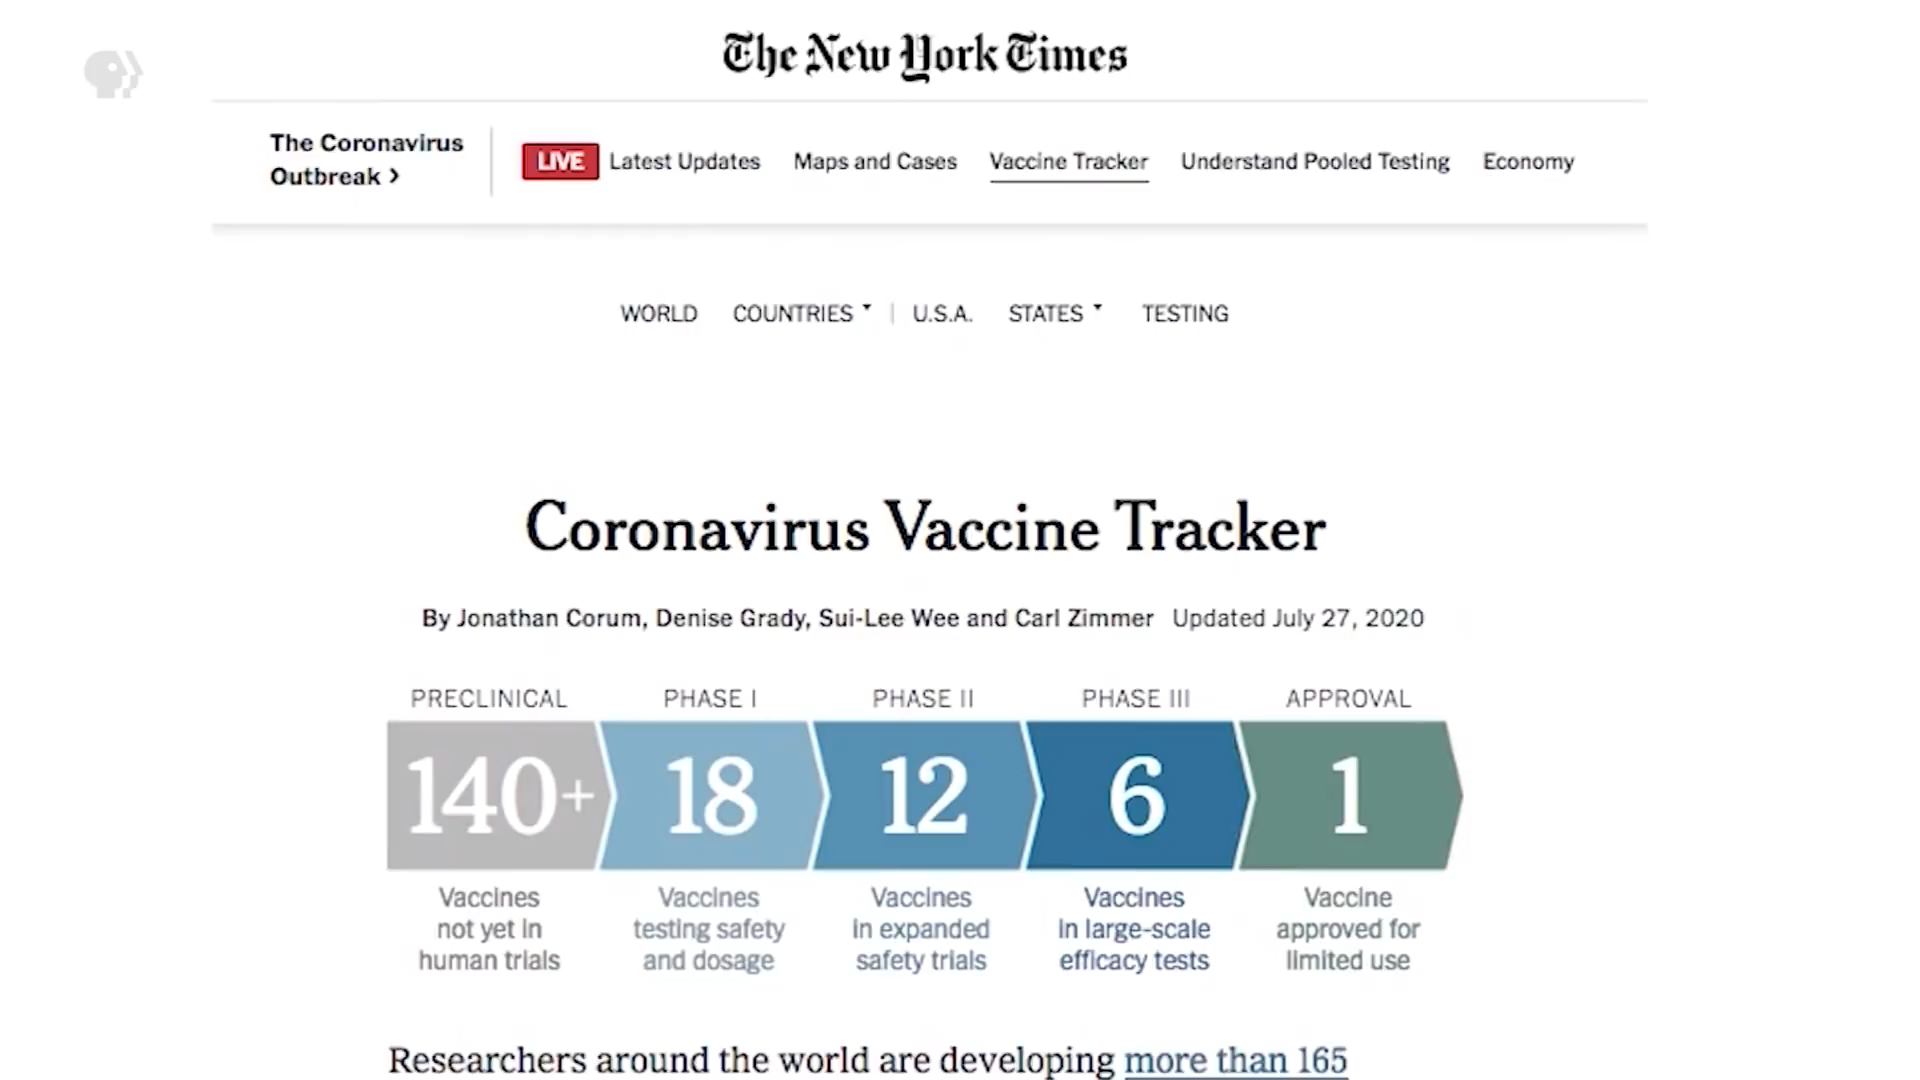 The New York Times
The Coronavirus
Outbreak >
LIVE Latest Updates Maps and Cases Vaccine Tracker Understand Pooled Testing Economy
WORLD COUNTRIES | U.S.A. STATES TESTING
Coronavirus Vaccine Tracker
By Jonathan Corum, Denise Grady, Sui-Lee Wee and Carl Zimmer Updated July 27, 2020
PRECLINICAL PHASE I PHASE II PHASE III APPROVAL
140+ 18 12 6 1
Vaccines Vaccines Vaccines Vaccines Vaccine
not yet in testing safety in expanded in large-scale approved for
human trials and dosage safety trials efficacy tests limited use
Researchers around the world are developing more than 165